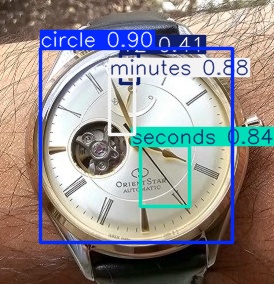 circle 0.90
0.41
minutes 0.88
seconds 0.84
ORIENT STAR
AUTOMATIC